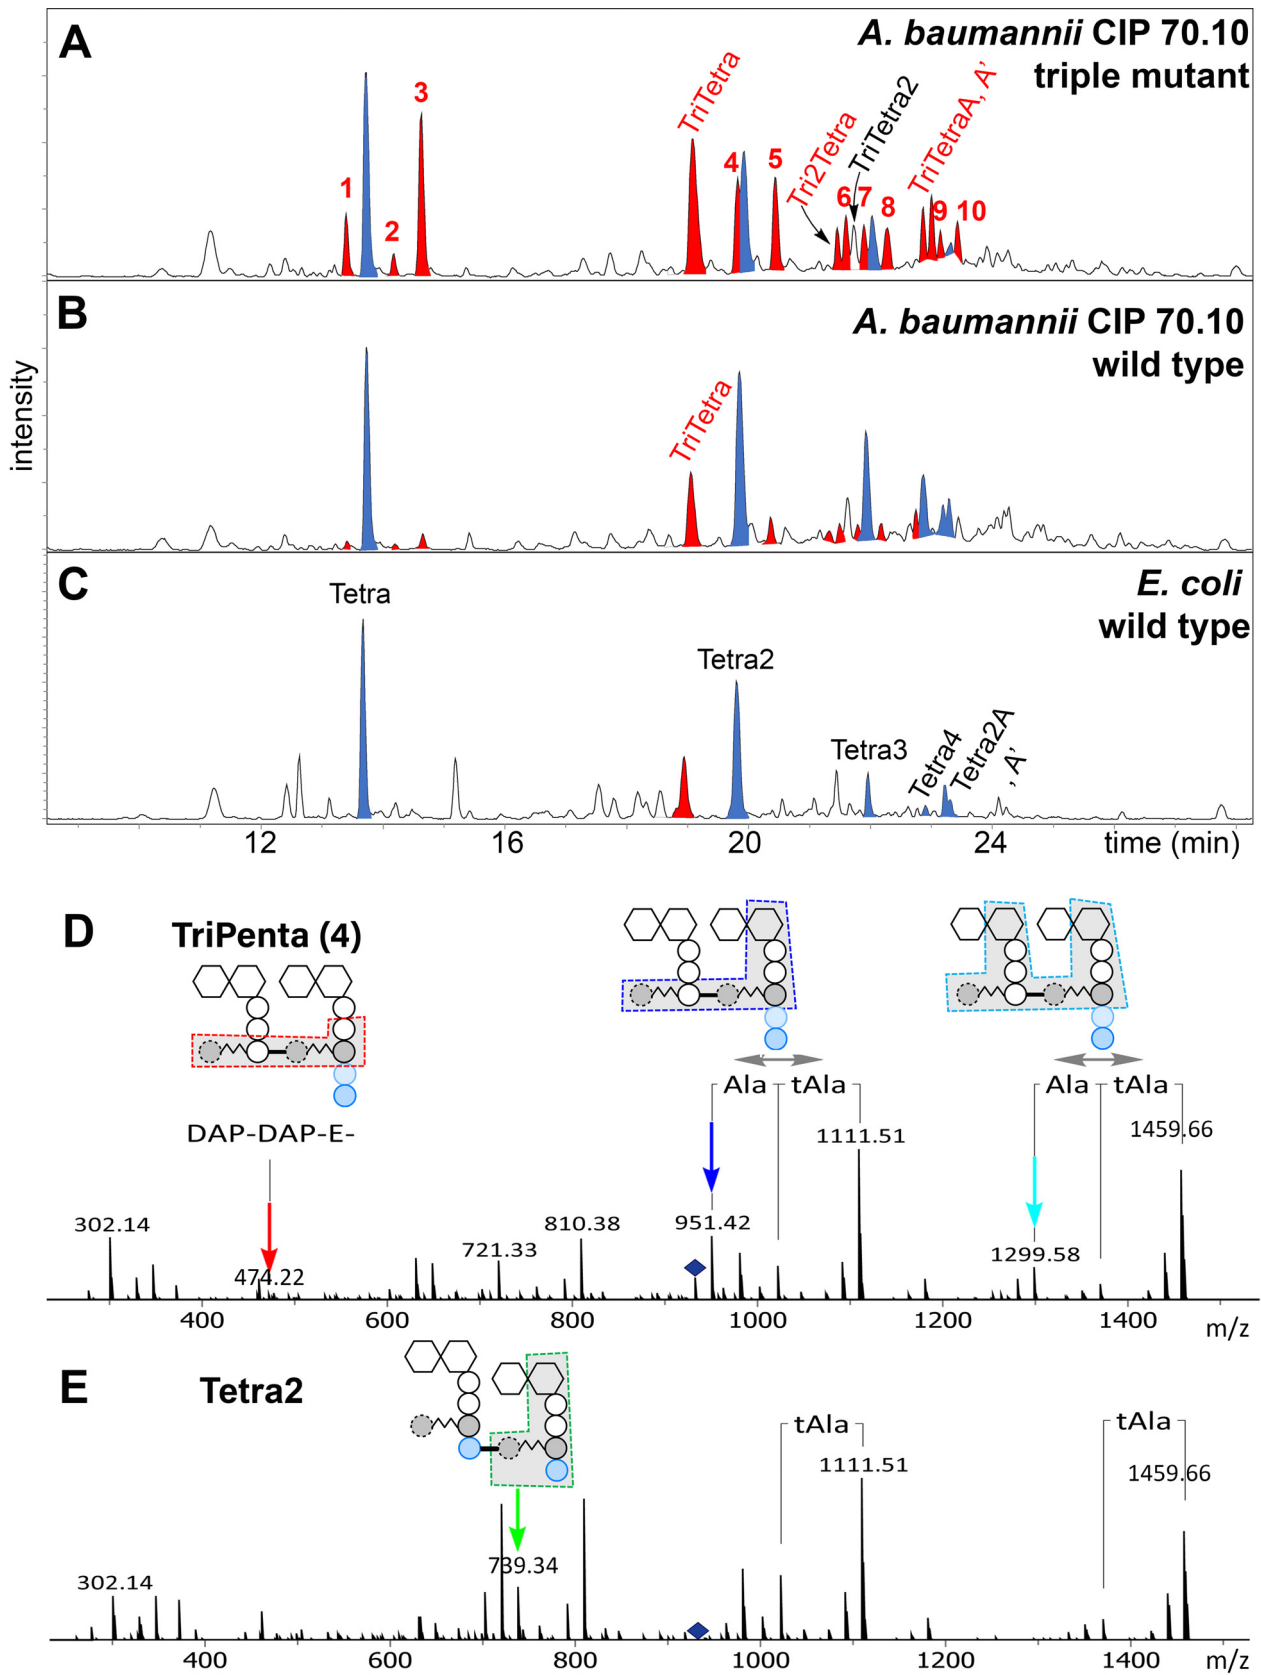 A
A. baumannii CIP 70.10
triple mutant
1
2
3
TriTetra
4
5
Tri2Tetra
TriTetra2
6
7
8
TriTetraA, A'
9
10
B
A. baumannii CIP 70.10
wild type
TriTetra
intensity
C
E. coli
wild type
Tetra
Tetra2
Tetra3
Tetra4
Tetra2A
, A'
12
16
20
24
time (min)
D
TriPenta (4)
DAP-DAP-E-
Ala
tAla
Ala
tAla
302.14
474.22
721.33
810.38
951.42
1111.51
1299.58
1459.66
400
600
800
1000
1200
1400
m/z
E
Tetra2
tAla
tAla
302.14
739.34
1111.51
1459.66
400
600
800
1000
1200
1400
m/z